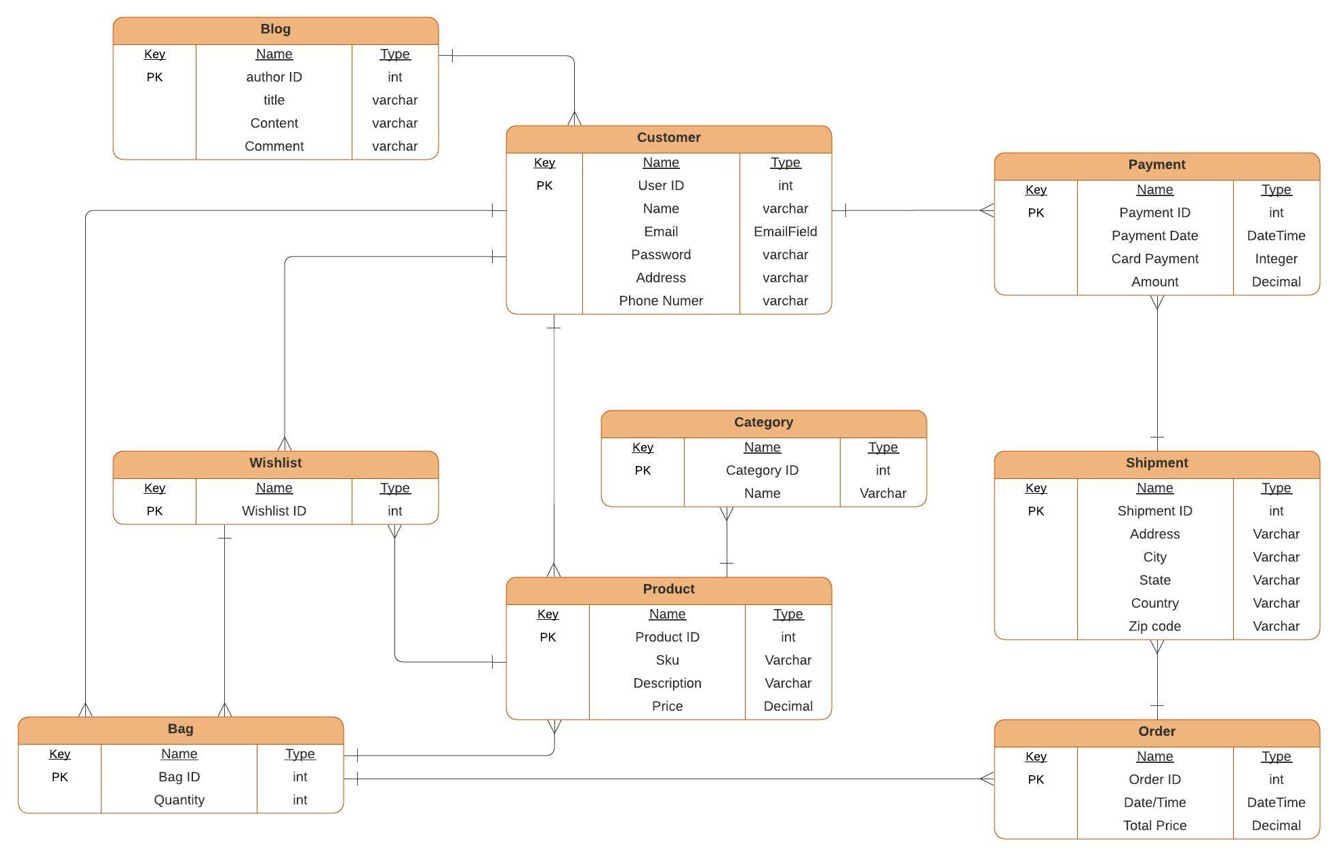 Blog
Key Name Type
PK author ID int
title varchar
Content varchar
Comment varchar
Customer
Key Name Type
PK User ID int
Name varchar
Email EmailField
Password varchar
Address varchar
Phone Numer varchar
Payment
Key Name Type
PK Payment ID int
Payment Date DateTime
Card Payment Integer
Amount Decimal
Category
Key Name Type
PK Category ID int
Name Varchar
Wishlist
Key Name Type
PK Wishlist ID int
Shipment
Key Name Type
PK Shipment ID int
Address Varchar
City Varchar
State Varchar
Country Varchar
Zip code Varchar
Product
Key Name Type
PK Product ID int
Sku Varchar
Description Varchar
Price Decimal
Bag
Key Name Type
PK Bag ID int
Quantity int
Order
Key Name Type
PK Order ID int
Date/Time DateTime
Total Price Decimal